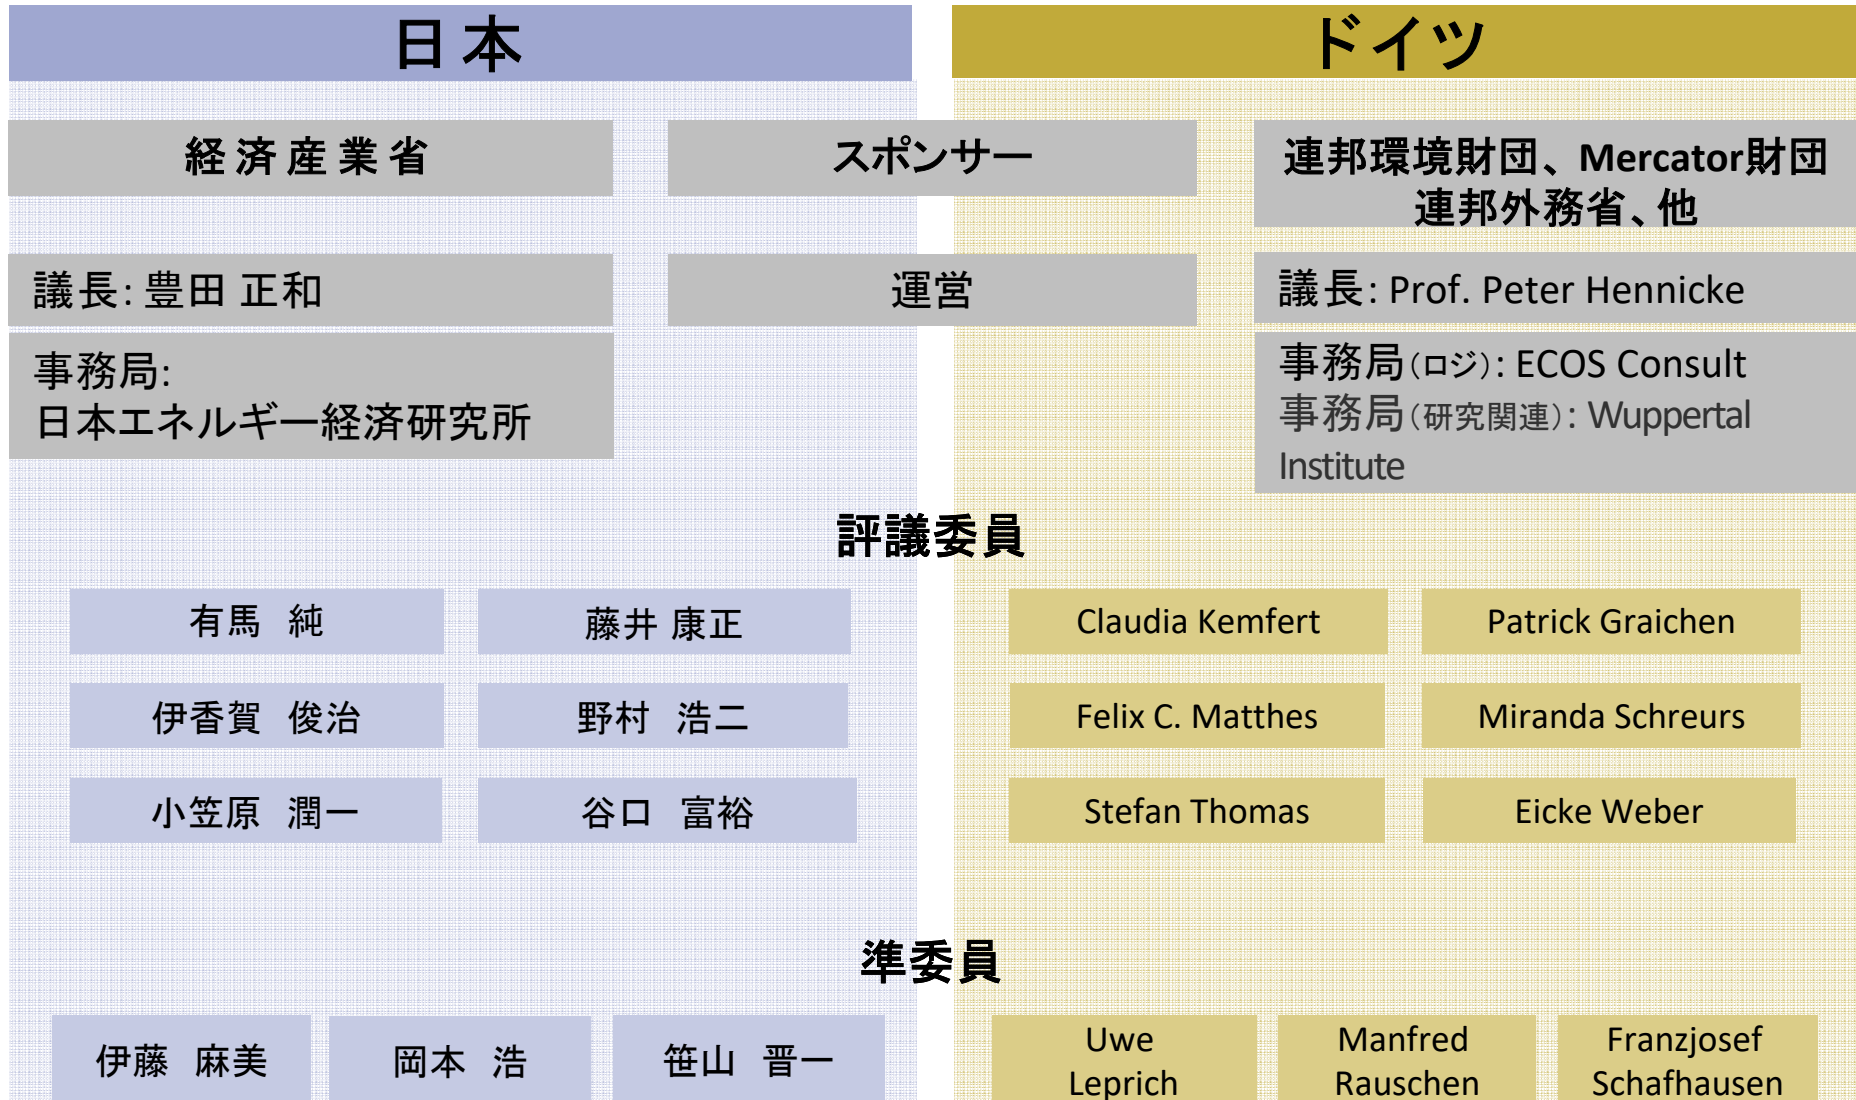 日本
ドイツ
経済産業省
スポンサー
連邦環境財団、Mercator財団
連邦外務省、他
議長: 豊田 正和
運営
議長: Prof. Peter Hennicke
事務局:
日本エネルギー経済研究所
事務局(ロジ): ECOS Consult
事務局(研究関連): Wuppertal
Institute
評議委員
有馬 純
藤井 康正
Claudia Kemfert
Patrick Graichen
伊香賀 俊治
野村 浩二
Felix C. Matthes
Miranda Schreurs
小笠原 潤一
谷口 富裕
Stefan Thomas
Eicke Weber
準委員
伊藤 麻美
岡本 浩
笹山 晋一
Uwe
Leprich
Manfred
Rauschen
Franzjosef
Schafhausen